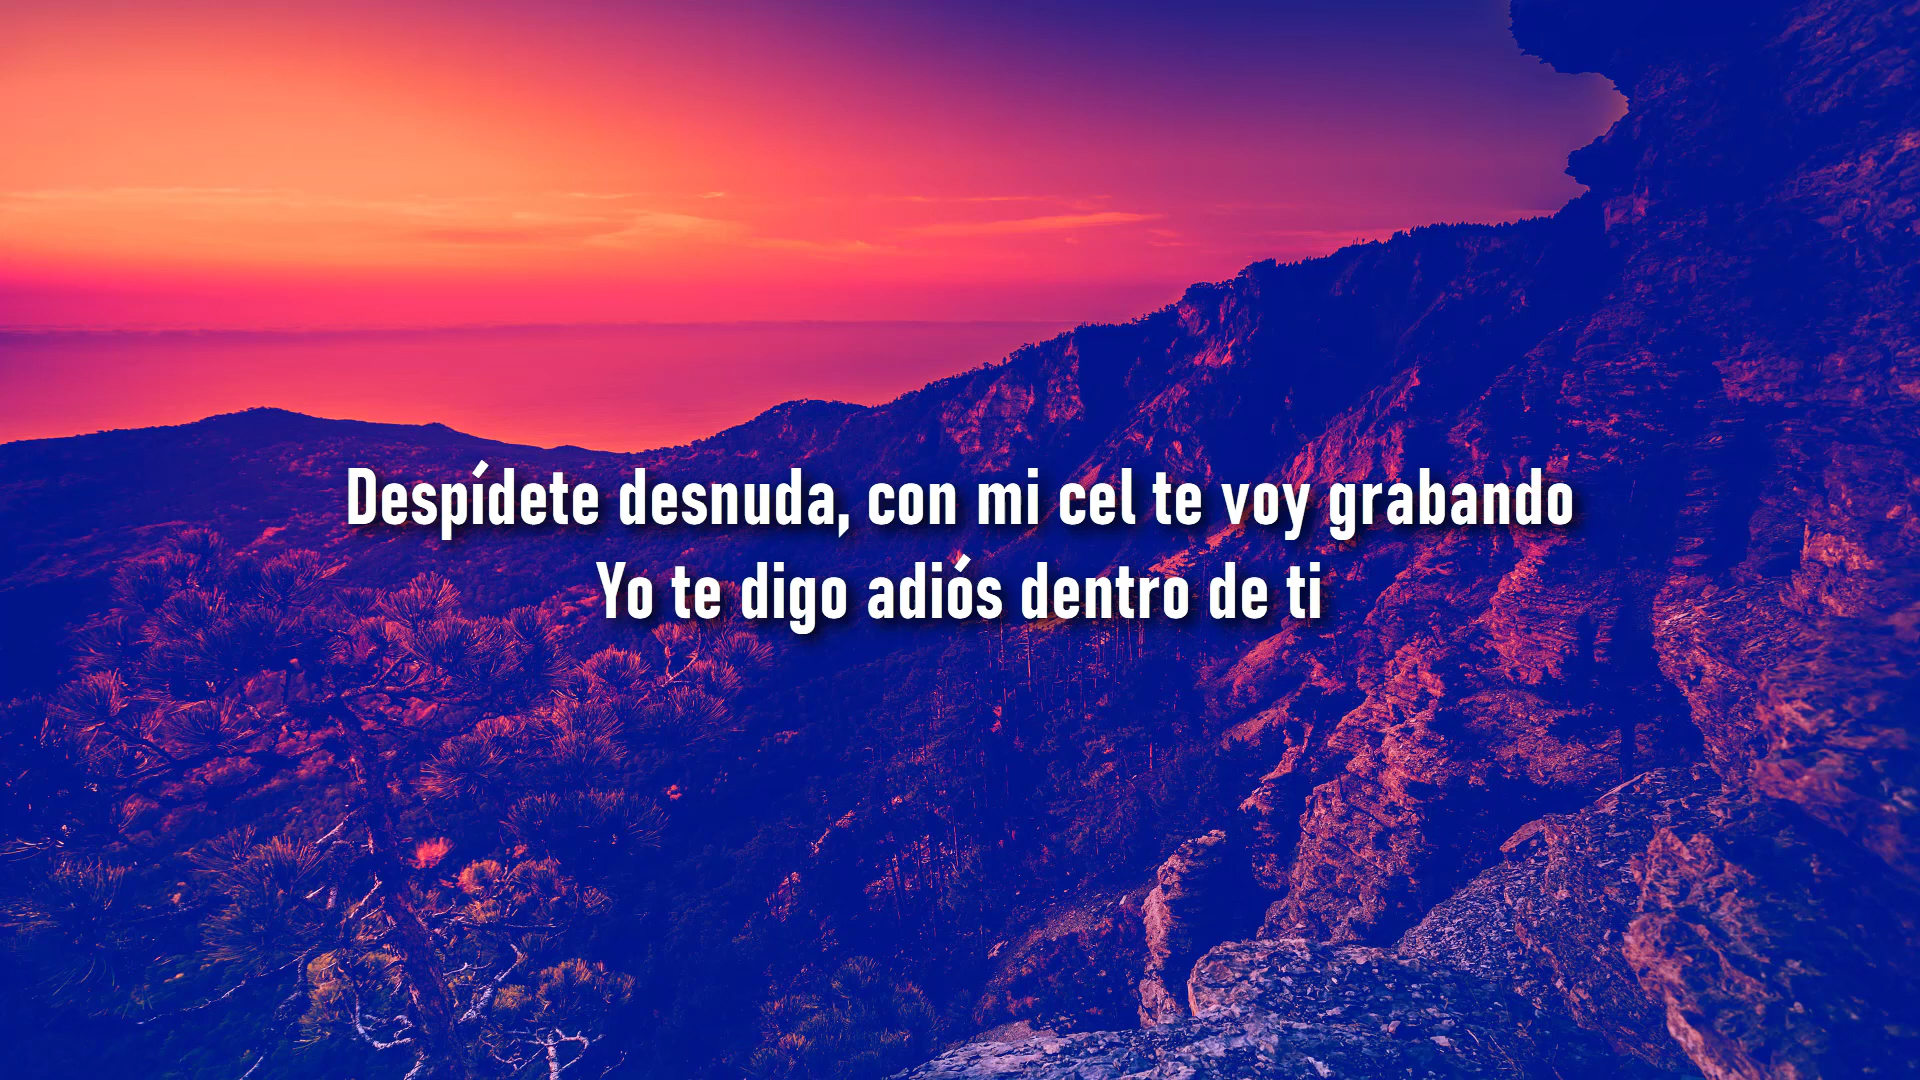 Despídete desnuda, con mi cel te voy grabando
Yo te digo adiós dentro de ti